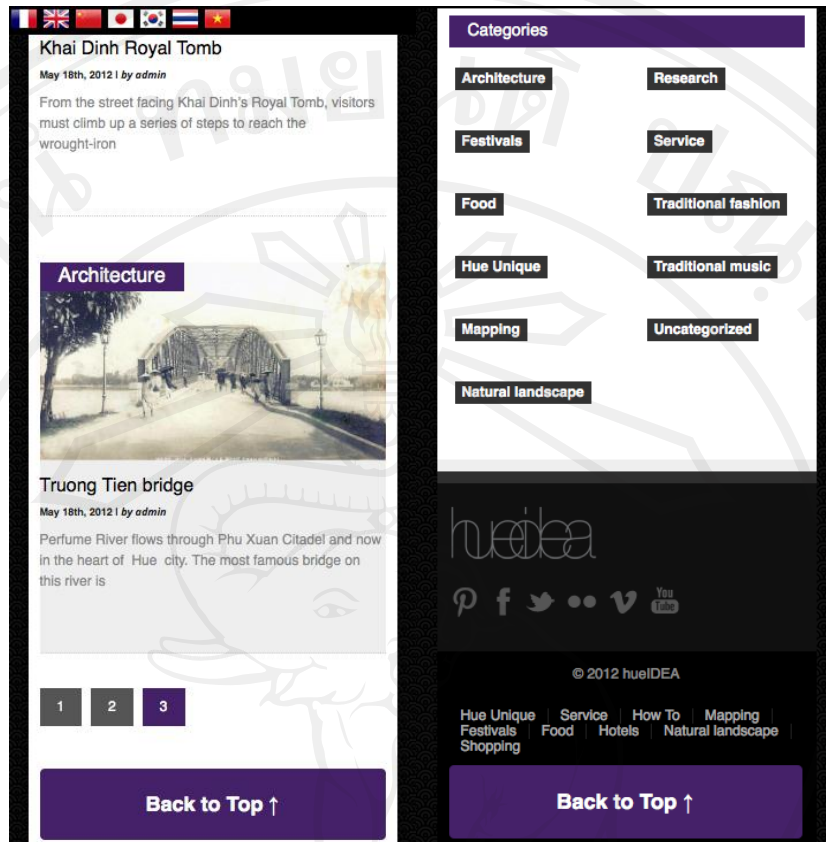 Khai Dinh Royal Tomb
May 18th, 2012 | by admin
From the street facing Khai Dinh's Royal Tomb, visitors
must climb up a series of steps to reach the
wrought-iron
Architecture
Truong Tien bridge
May 18th, 2012 | by admin
Perfume River flows through Phu Xuan Citadel and now
in the heart of Hue city. The most famous bridge on
this river is
1 2 3
Back to Top ↑
Categories
Architecture Research
Festivals Service
Food Traditional fashion
Hue Unique Traditional music
Mapping Uncategorized
Natural landscape
hueidea
You
Tube
© 2012 hueIDEA
Hue Unique | Service | How To | Mapping |
Festivals | Food | Hotels | Natural landscape |
Shopping
Back to Top ↑